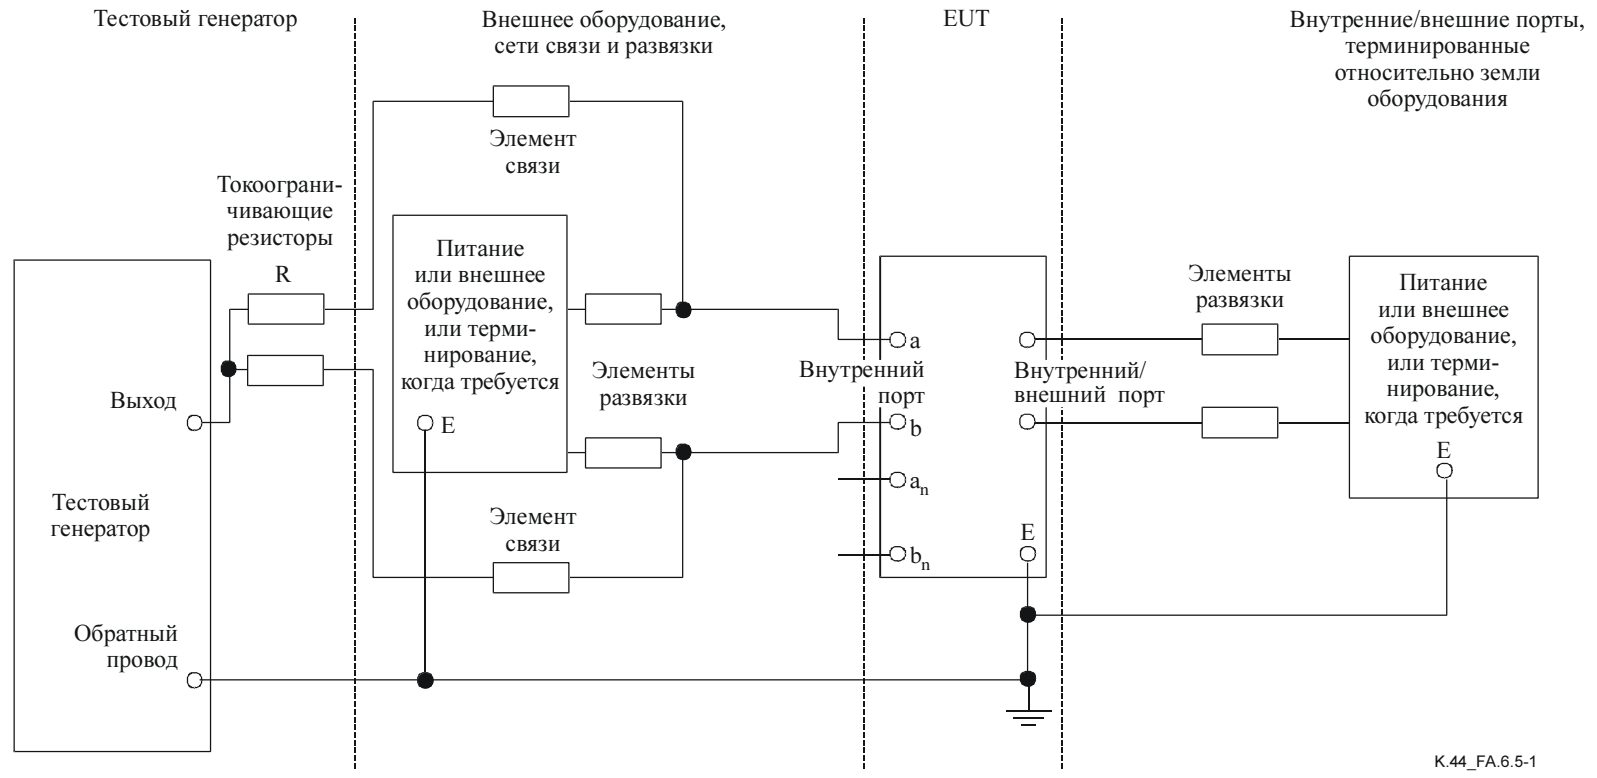 Тестовый генератор
Внешнее оборудование,
сети связи и развязки
EUT
Внутренние/внешние порты,
терминированные
относительно земли
оборудования
Элемент
связи
Токоограни-
чивающие
резисторы
R
Питание
или внешнее
оборудование,
или терми-
нирование,
когда требуется
E
Элементы
развязки
Элемент
связи
Выход
Тестовый
генератор
Обратный
провод
a
Внутренний
порт
b
an
bn
E
Внутренний/
внешний порт
Элементы
развязки
Питание
или внешнее
оборудование,
или терми-
нирование,
когда требуется
E
K.44_FA.6.5-1